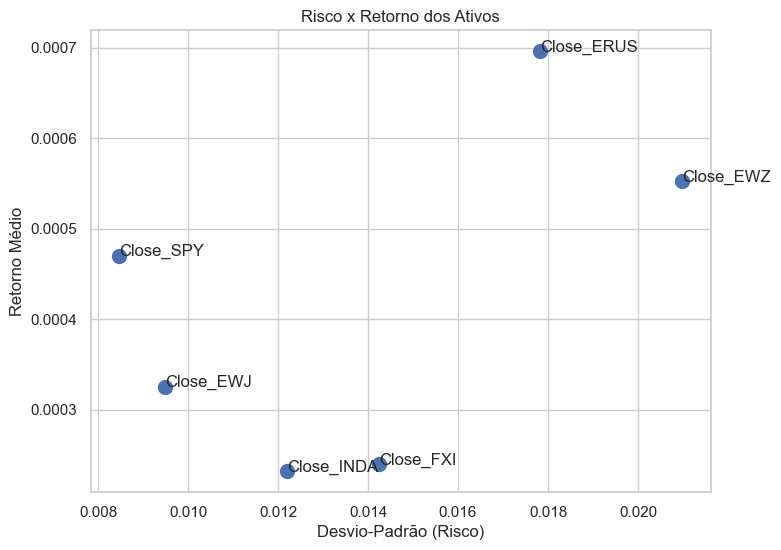 Risco x Retorno dos Ativos
0.0007
0.0006
0.0005
0.0004
0.0003
Retorno Médio
Close_ERUS
Close_EWZ
Close_SPY
Close_EWJ
Close_FXI
Close_INDA
0.008 0.010 0.012 0.014 0.016 0.018 0.020
Desvio-Padrão (Risco)